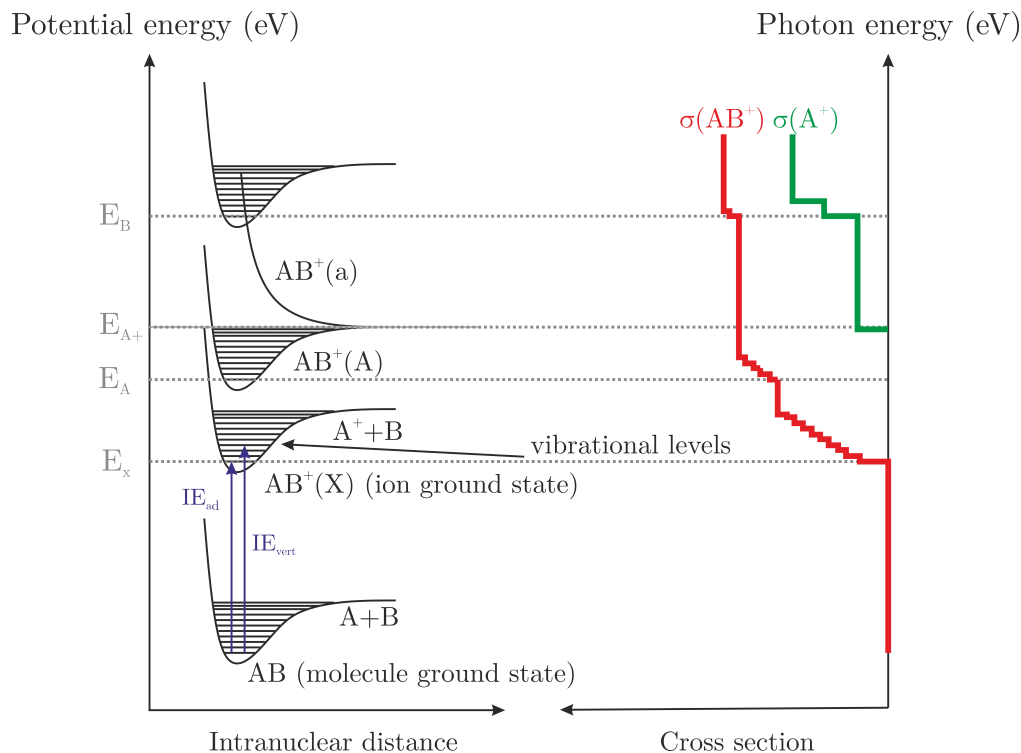 Potential energy (eV)
Photon energy (eV)
σ(AB⁺) σ(A⁺)
E_B
AB⁺(a)
E_A+
AB⁺(A)
E_A
A⁺+B
vibrational levels
E_x
AB⁺(X) (ion ground state)
IE_ad
IE_vert
A+B
AB (molecule ground state)
Intranuclear distance
Cross section